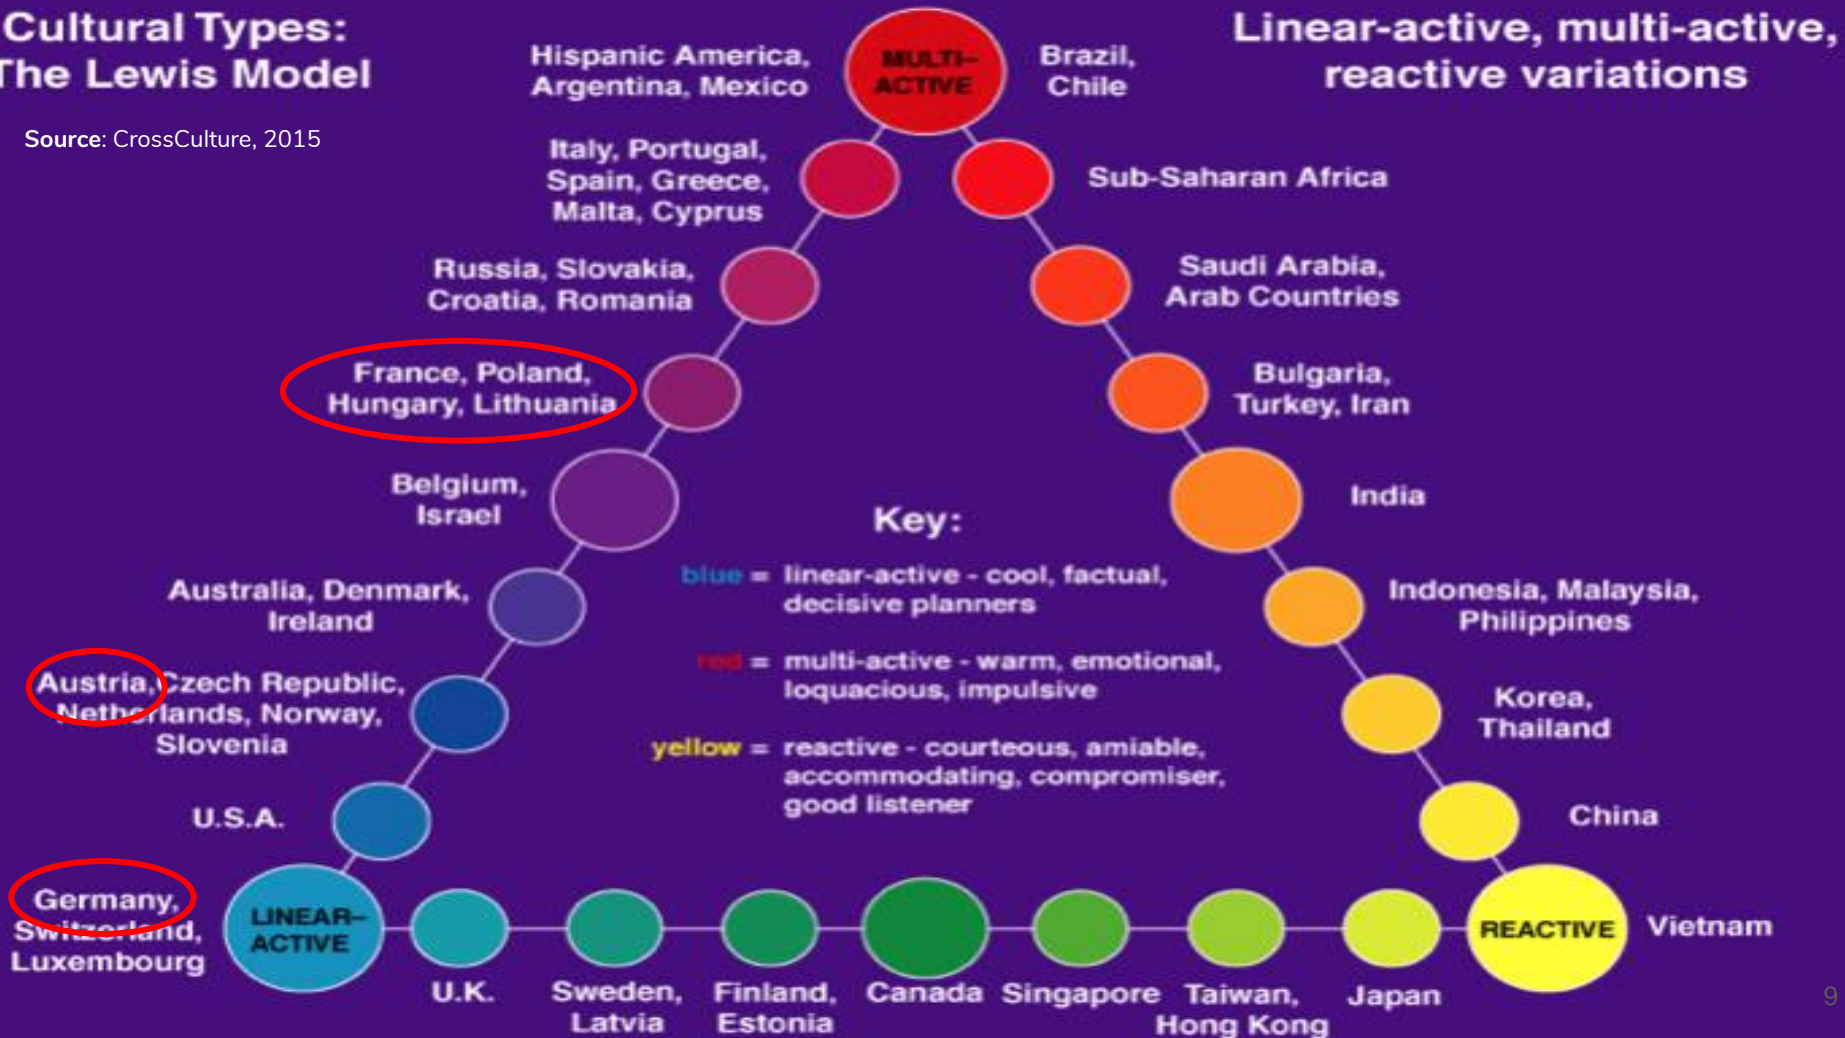 Cultural Types:
The Lewis Model
Source: CrossCulture, 2015
Linear-active, multi-active,
reactive variations
Hispanic America,
Argentina, Mexico
MULTI-
ACTIVE
Brazil,
Chile
Italy, Portugal,
Spain, Greece,
Malta, Cyprus
Sub-Saharan Africa
Russia, Slovakia,
Croatia, Romania
Saudi Arabia,
Arab Countries
France, Poland,
Hungary, Lithuania
Bulgaria,
Turkey, Iran
Belgium,
Israel
India
Key:
blue = linear-active - cool, factual,
decisive planners
red = multi-active - warm, emotional,
loquacious, impulsive
yellow = reactive - courteous, amiable,
accommodating, compromiser,
good listener
Australia, Denmark,
Ireland
Indonesia, Malaysia,
Philippines
Austria,Czech Republic,
Netherlands, Norway,
Slovenia
Korea,
Thailand
U.S.A.
China
Germany,
Switzerland,
Luxembourg
LINEAR-
ACTIVE
REACTIVE
Vietnam
U.K.
Sweden,
Latvia
Finland,
Estonia
Canada
Singapore
Taiwan,
Hong Kong
Japan
9